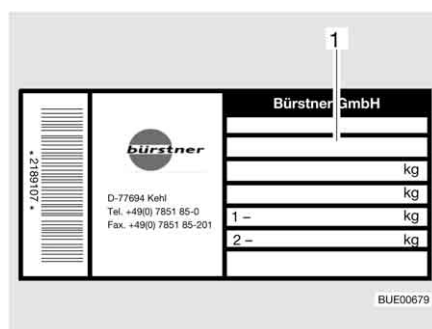 1
* 2189107 *
bürstner
D-77694 Kehl
Tel. +49(0) 7851 85-0
Fax. +49(0) 7851 85-201
Bürstner GmbH
kg
kg
1 – kg
2 – kg
BUE00679